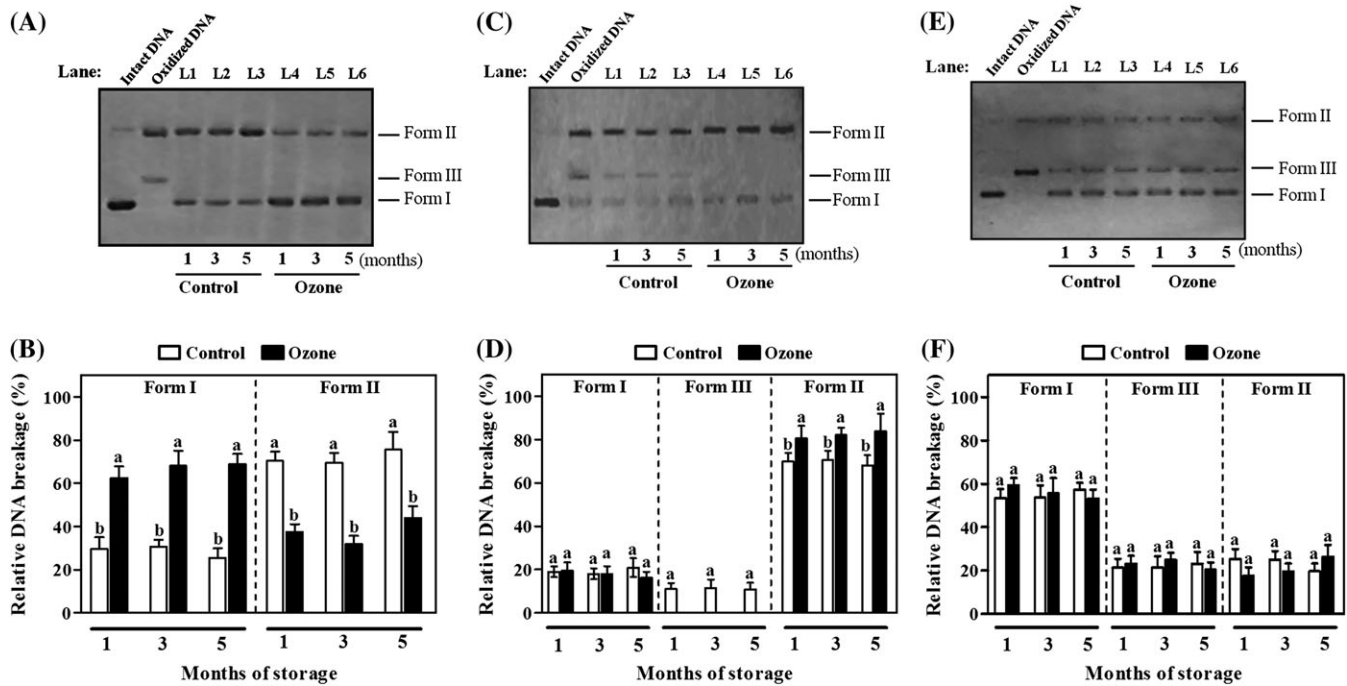 (A)
Intact DNA
Oxidized DNA
Lane: L1 L2 L3 L4 L5 L6
Form II
Form III
Form I
1 3 5 1 3 5 (months)
Control Ozone
(C)
Intact DNA
Oxidized DNA
Lane: L1 L2 L3 L4 L5 L6
Form II
Form III
Form I
1 3 5 1 3 5 (months)
Control Ozone
(E)
Intact DNA
Oxidized DNA
Lane: L1 L2 L3 L4 L5 L6
Form II
Form III
Form I
1 3 5 1 3 5 (months)
Control Ozone
(B)
Control Ozone
Relative DNA breakage (%)
100
80
60
40
20
0
Form I Form II
b a b a b a a b a b a b
1 3 5 1 3 5
Months of storage
(D)
Control Ozone
Relative DNA breakage (%)
100
80
60
40
20
0
Form I Form III Form II
a a a a a a a a a b a b a b a
1 3 5 1 3 5 1 3 5
Months of storage
(F)
Control Ozone
Relative DNA breakage (%)
100
80
60
40
20
0
Form I Form III Form II
a a a a a a a a a a a a a a a a a a
1 3 5 1 3 5 1 3 5
Months of storage